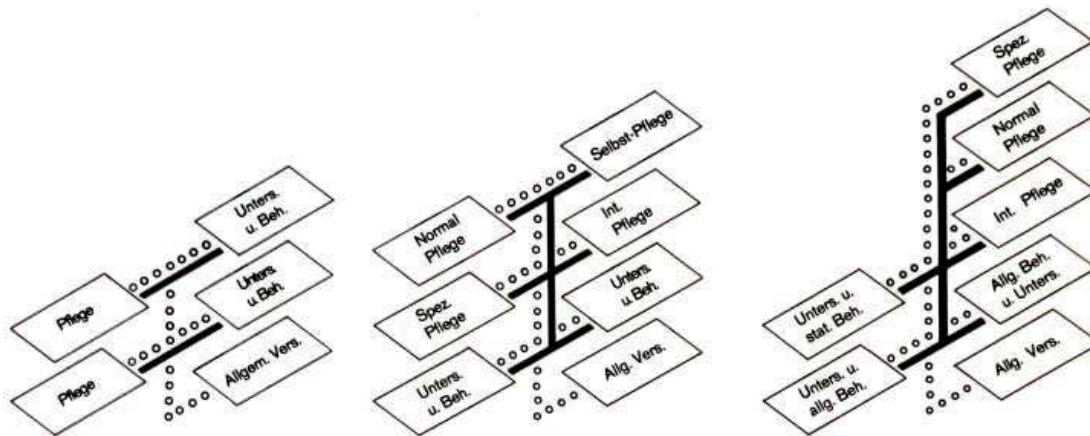 Unters.
u. Beh.
Pflege
Unters.
u. Beh.
Pflege
Allgem. Vers.
Selbst-Pflege
Normal
Pflege
Int.
Pflege
Spez.
Pflege
Unters.
u. Beh.
Unters.
u. Beh.
Allg. Vers.
Spez.
Pflege
Normal
Pflege
Int. Pflege
Unters. u.
stat. Beh.
Allg. Beh.
u. Unters.
Unters. u.
allg. Beh.
Allg. Vers.